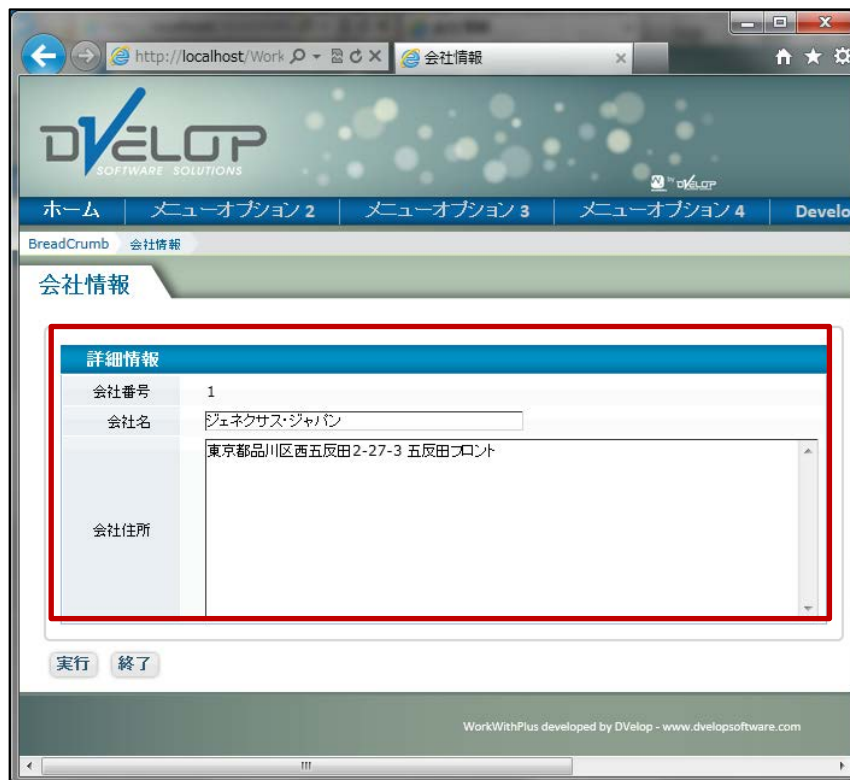 http://localhost/Work
会社情報
DVELOP
SOFTWARE SOLUTIONS
by DVELOP
ホーム メニューオプション 2 メニューオプション 3 メニューオプション 4 Develo
BreadCrumb 会社情報
会社情報
詳細情報
会社番号 1
会社名 ジェネクサス・ジャパン
会社住所 東京都品川区西五反田2-27-3 五反田フロント
実行 終了
WorkWithPlus developed by DVelop - www.dvelopsoftware.com